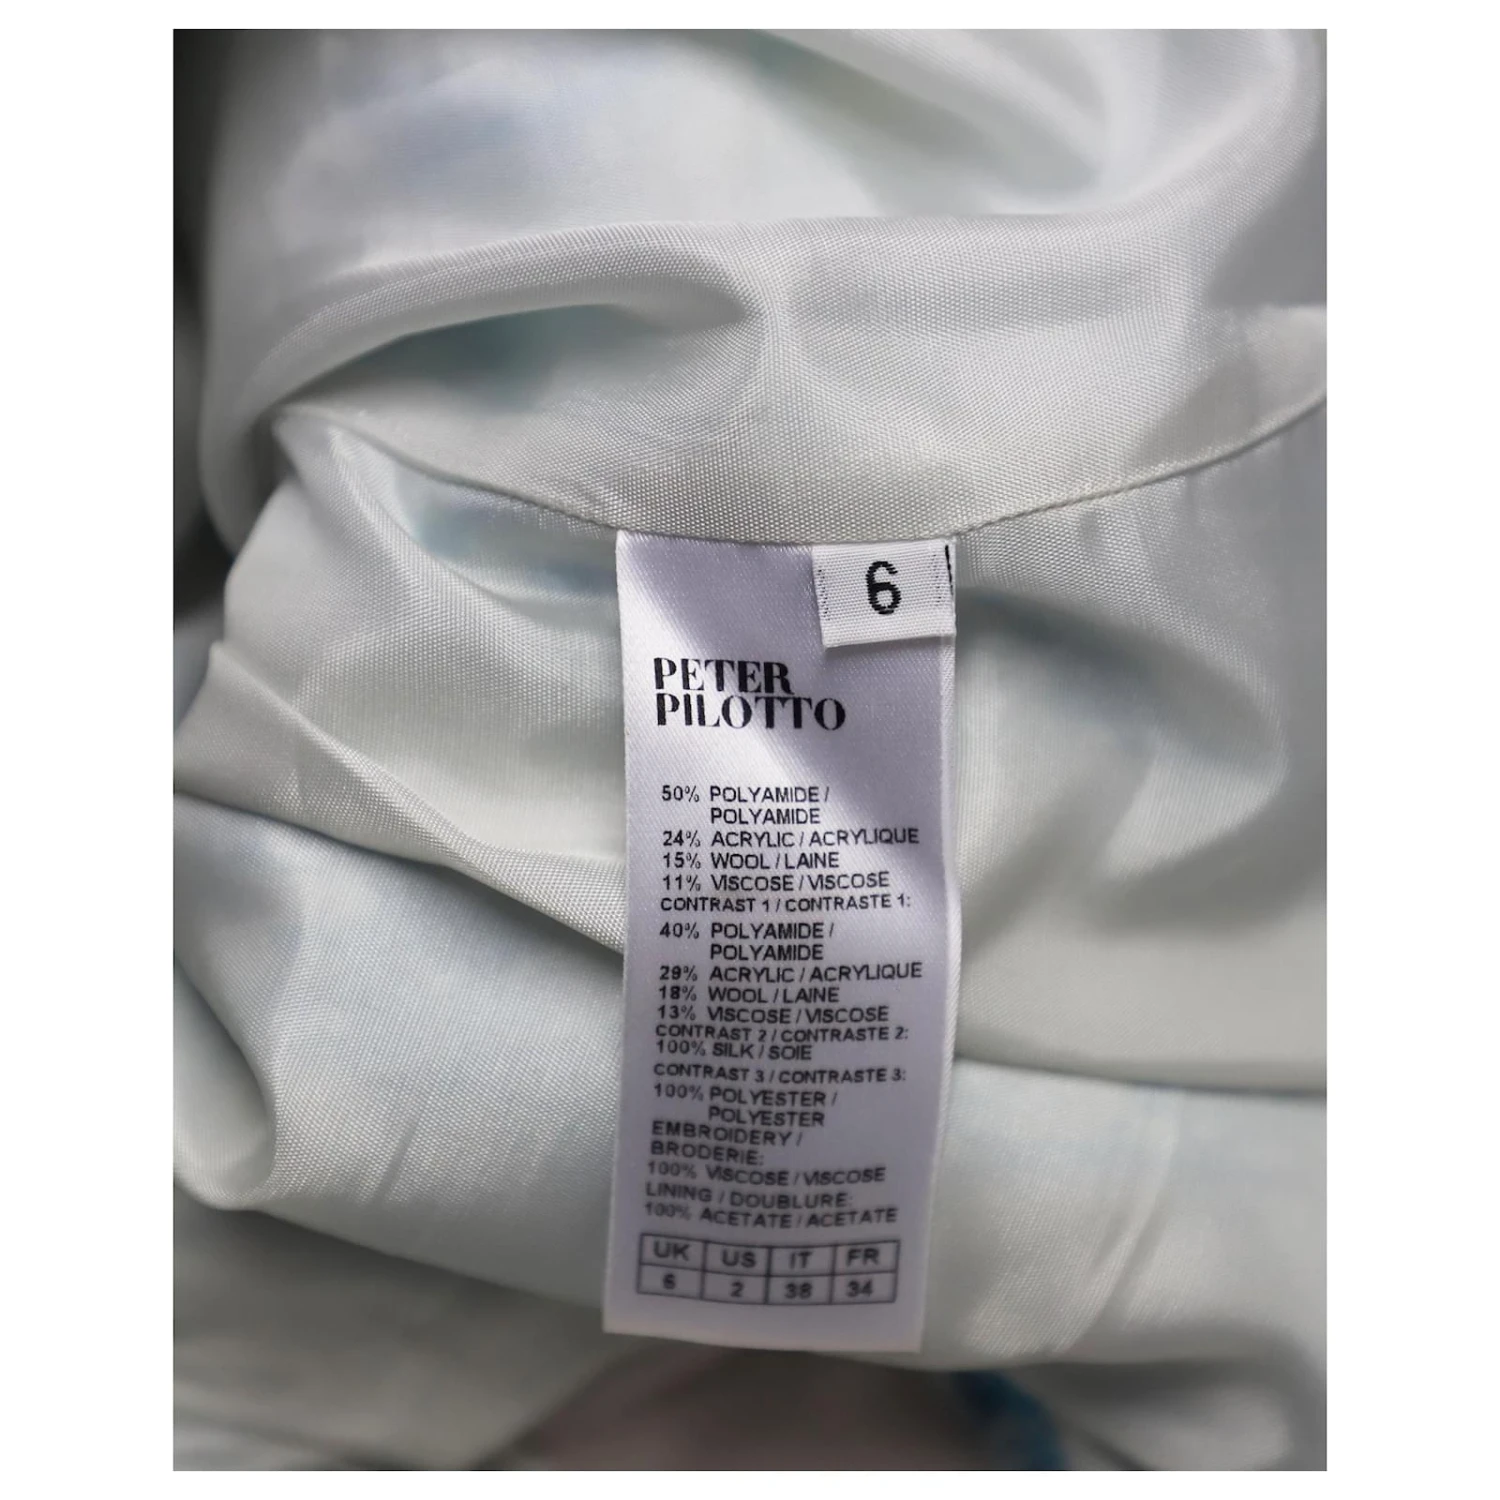 6
PETER
PILOTTO
50% POLYAMIDE /
POLYAMIDE
24% ACRYLIC / ACRYLIQUE
15% WOOL / LAINE
11% VISCOSE / VISCOSE
CONTRAST 1 / CONTRASTE 1:
40% POLYAMIDE /
POLYAMIDE
29% ACRYLIC / ACRYLIQUE
18% WOOL / LAINE
13% VISCOSE / VISCOSE
CONTRAST 2 / CONTRASTE 2:
100% SILK / SOIE
CONTRAST 3 / CONTRASTE 3:
100% POLYESTER /
POLYESTER
EMBROIDERY /
BRODERIE:
100% VISCOSE / VISCOSE
LINING / DOUBLURE:
100% ACETATE / ACETATE
UK US IT FR
6 2 38 34